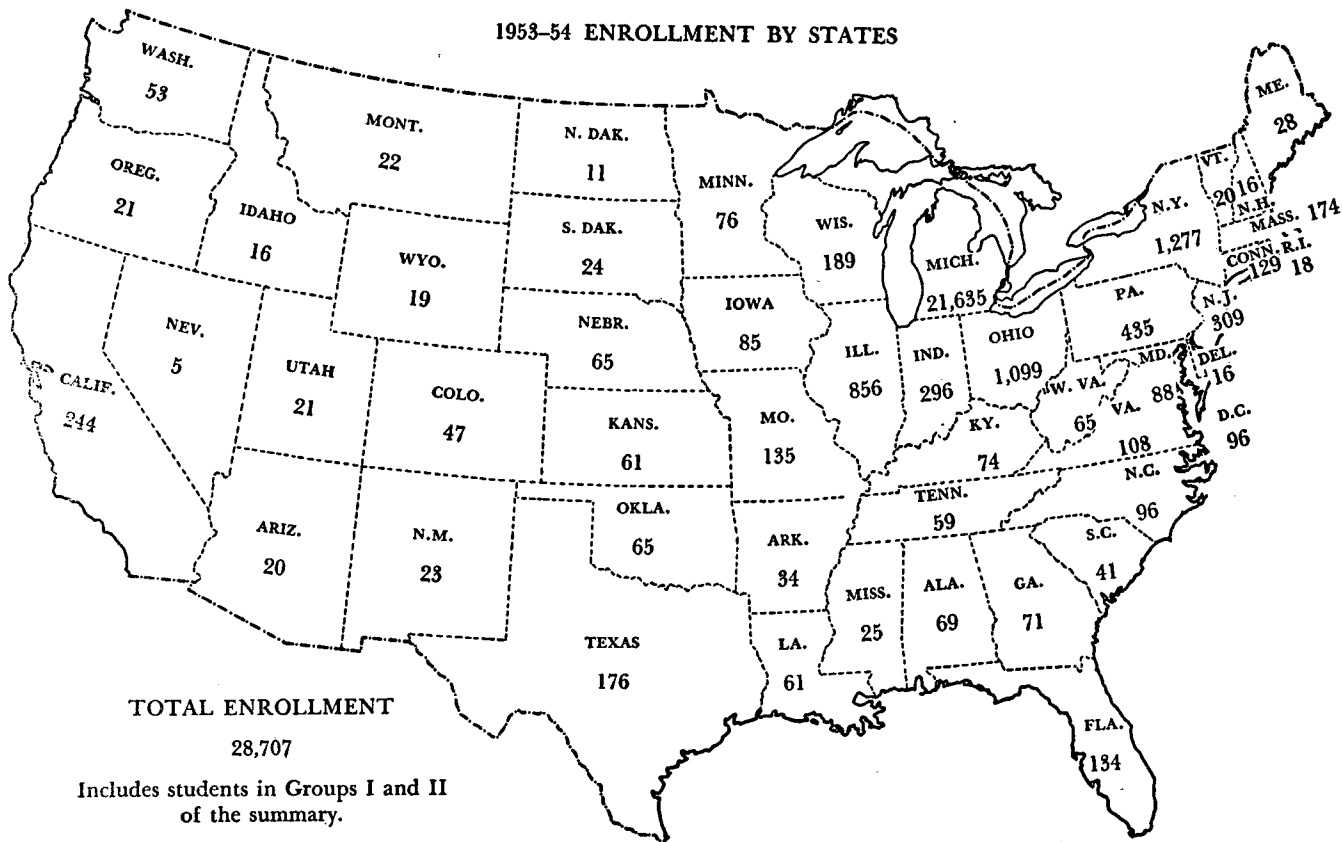 1953–54 ENROLLMENT BY STATES
WASH.
53
OREG.
21
IDAHO
16
MONT.
22
N. DAK.
11
S. DAK.
24
WYO.
19
NEBR.
65
NEV.
5
UTAH
21
COLO.
47
KANS.
61
CALIF.
244
ARIZ.
20
N.M.
23
OKLA.
65
TEXAS
176
MINN.
76
IOWA
85
MO.
135
ARK.
34
LA.
61
WIS.
189
ILL.
856
MICH.
21,635
IND.
296
OHIO
1,099
KY.
74
TENN.
59
MISS.
25
ALA.
69
GA.
71
FLA.
134
S.C.
41
N.C.
96
VA.
108
W. VA.
65
MD.
88
D.C.
96
DEL.
16
PA.
435
N.J.
309
N.Y.
1,277
CONN.
129
R.I.
18
MASS. 174
VT.
20
16
N.H.
ME.
28
TOTAL ENROLLMENT
28,707
Includes students in Groups I and II
of the summary.